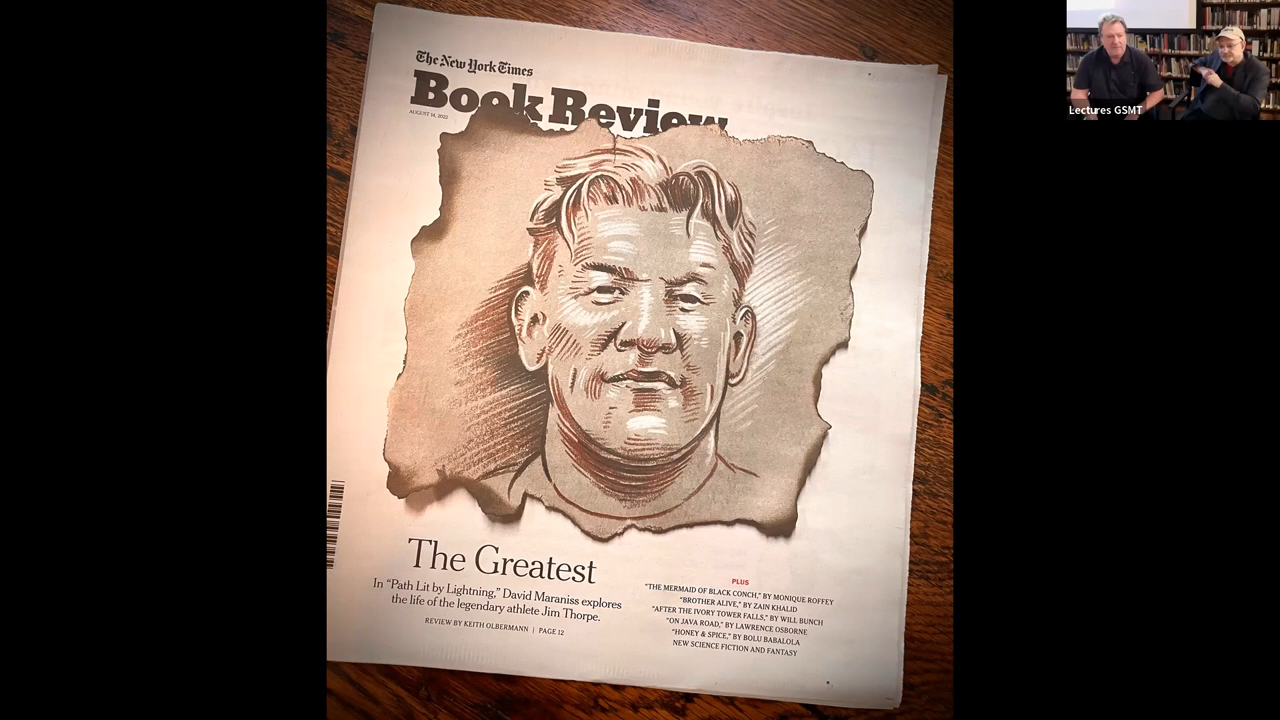 The New York Times
Book Review
AUGUST 14, 2022
The Greatest
In “Path Lit by Lightning,” David Maraniss explores
the life of the legendary athlete Jim Thorpe.
REVIEW BY KEITH OLBERMANN | PAGE 12
PLUS
“THE MERMAID OF BLACK CONCH,” BY MONIQUE ROFFEY
“BROTHER ALIVE,” BY ZAIN KHALID
“AFTER THE IVORY TOWER FALLS,” BY WILL BUNCH
“ON JAVA ROAD,” BY LAWRENCE OSBORNE
“HONEY & SPICE,” BY BOLU BABALOLA
NEW SCIENCE FICTION AND FANTASY
Lectures GSMT